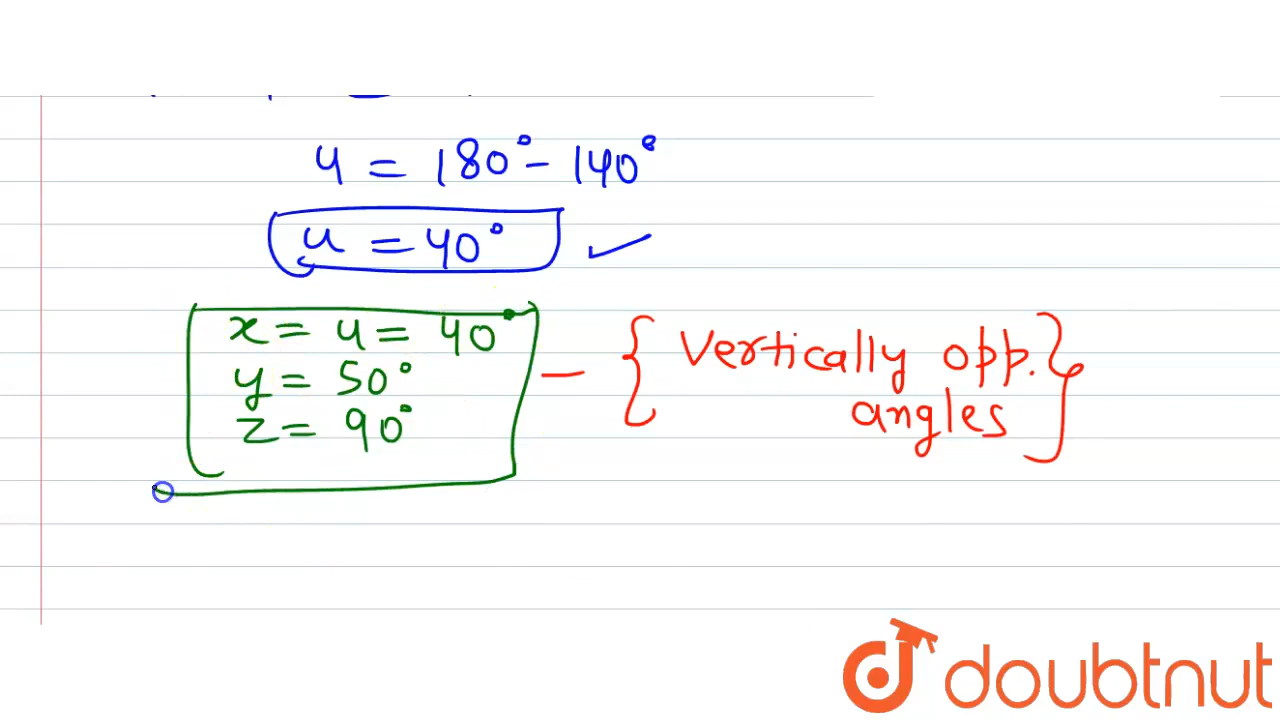 u = 180° - 140°
u = 40° ✓
x = u = 40°
y = 50°
z = 90°
- { Vertically opp. angles }
doubtnut